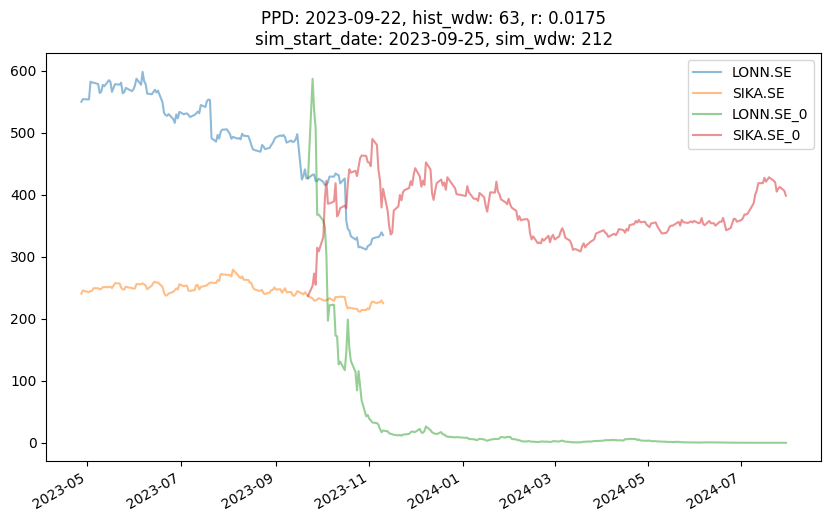 PPD: 2023-09-22, hist_wdw: 63, r: 0.0175
sim_start_date: 2023-09-25, sim_wdw: 212
LONN.SE
SIKA.SE
LONN.SE_0
SIKA.SE_0
600
500
400
300
200
100
0
2023-05
2023-07
2023-09
2023-11
2024-01
2024-03
2024-05
2024-07